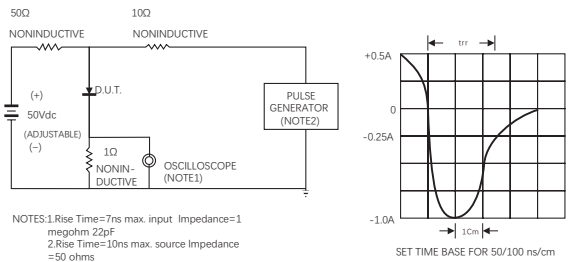 50Ω
NONINDUCTIVE
10Ω
NONINDUCTIVE
(+)
50Vdc
(ADJUSTABLE)
(−)
D.U.T.
1Ω
NONIN-
DUCTIVE
OSCILLOSCOPE
(NOTE1)
PULSE
GENERATOR
(NOTE2)
NOTES:1.Rise Time=7ns max. input Impedance=1
megohm 22pF
2.Rise Time=10ns max. source Impedance
=50 ohms
trr
+0.5A
0
-0.25A
-1.0A
1Cm
SET TIME BASE FOR 50/100 ns/cm